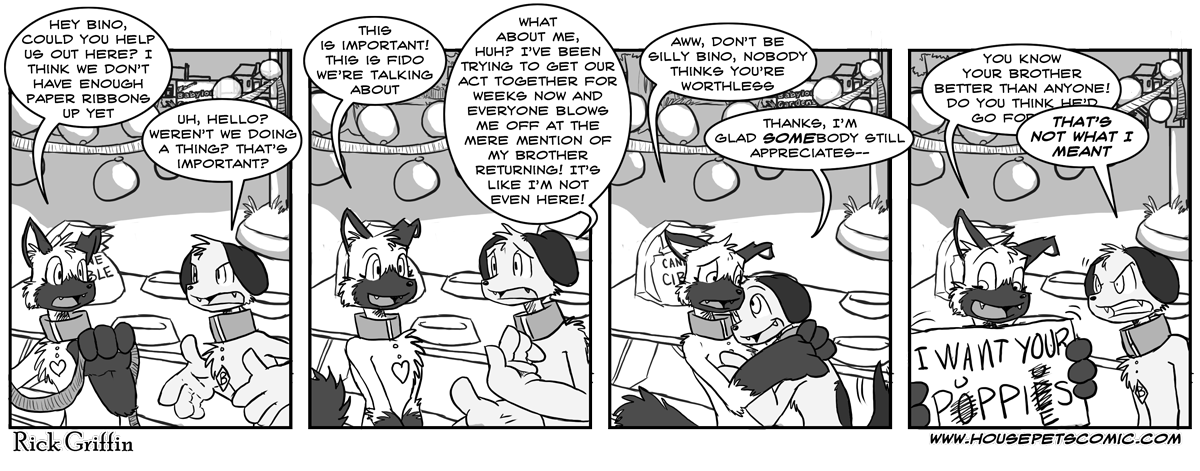 HEY BINO,
COULD YOU HELP
US OUT HERE? I
THINK WE DON'T
HAVE ENOUGH
PAPER RIBBONS
UP YET
UH, HELLO?
WEREN'T WE DOING
A THING? THAT'S
IMPORTANT?
THIS
IS IMPORTANT!
THIS IS FIDO
WE'RE TALKING
ABOUT
WHAT
ABOUT ME,
HUH? I'VE BEEN
TRYING TO GET OUR
ACT TOGETHER FOR
WEEKS NOW AND
EVERYONE BLOWS
ME OFF AT THE
MERE MENTION OF
MY BROTHER
RETURNING! IT'S
LIKE I'M NOT
EVEN HERE!
Babylon
Gardens
AWW, DON'T BE
SILLY BINO, NOBODY
THINKS YOU'RE
WORTHLESS
THANKS, I'M
GLAD SOMEBODY STILL
APPRECIATES--
CAN
CI
YOU KNOW
YOUR BROTHER
BETTER THAN ANYONE!
DO YOU THINK HE'D
GO FO
THAT'S
NOT WHAT I
MEANT
B
I WANT YOUR
PUPPIES
Rick Griffin
WWW.HOUSEPETSCOMIC.COM